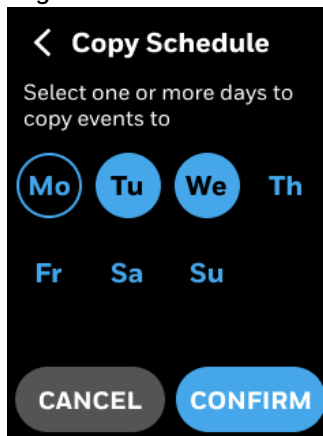 Copy Schedule
Select one or more days to
copy events to
Mo Tu We Th
Fr Sa Su
CANCEL CONFIRM